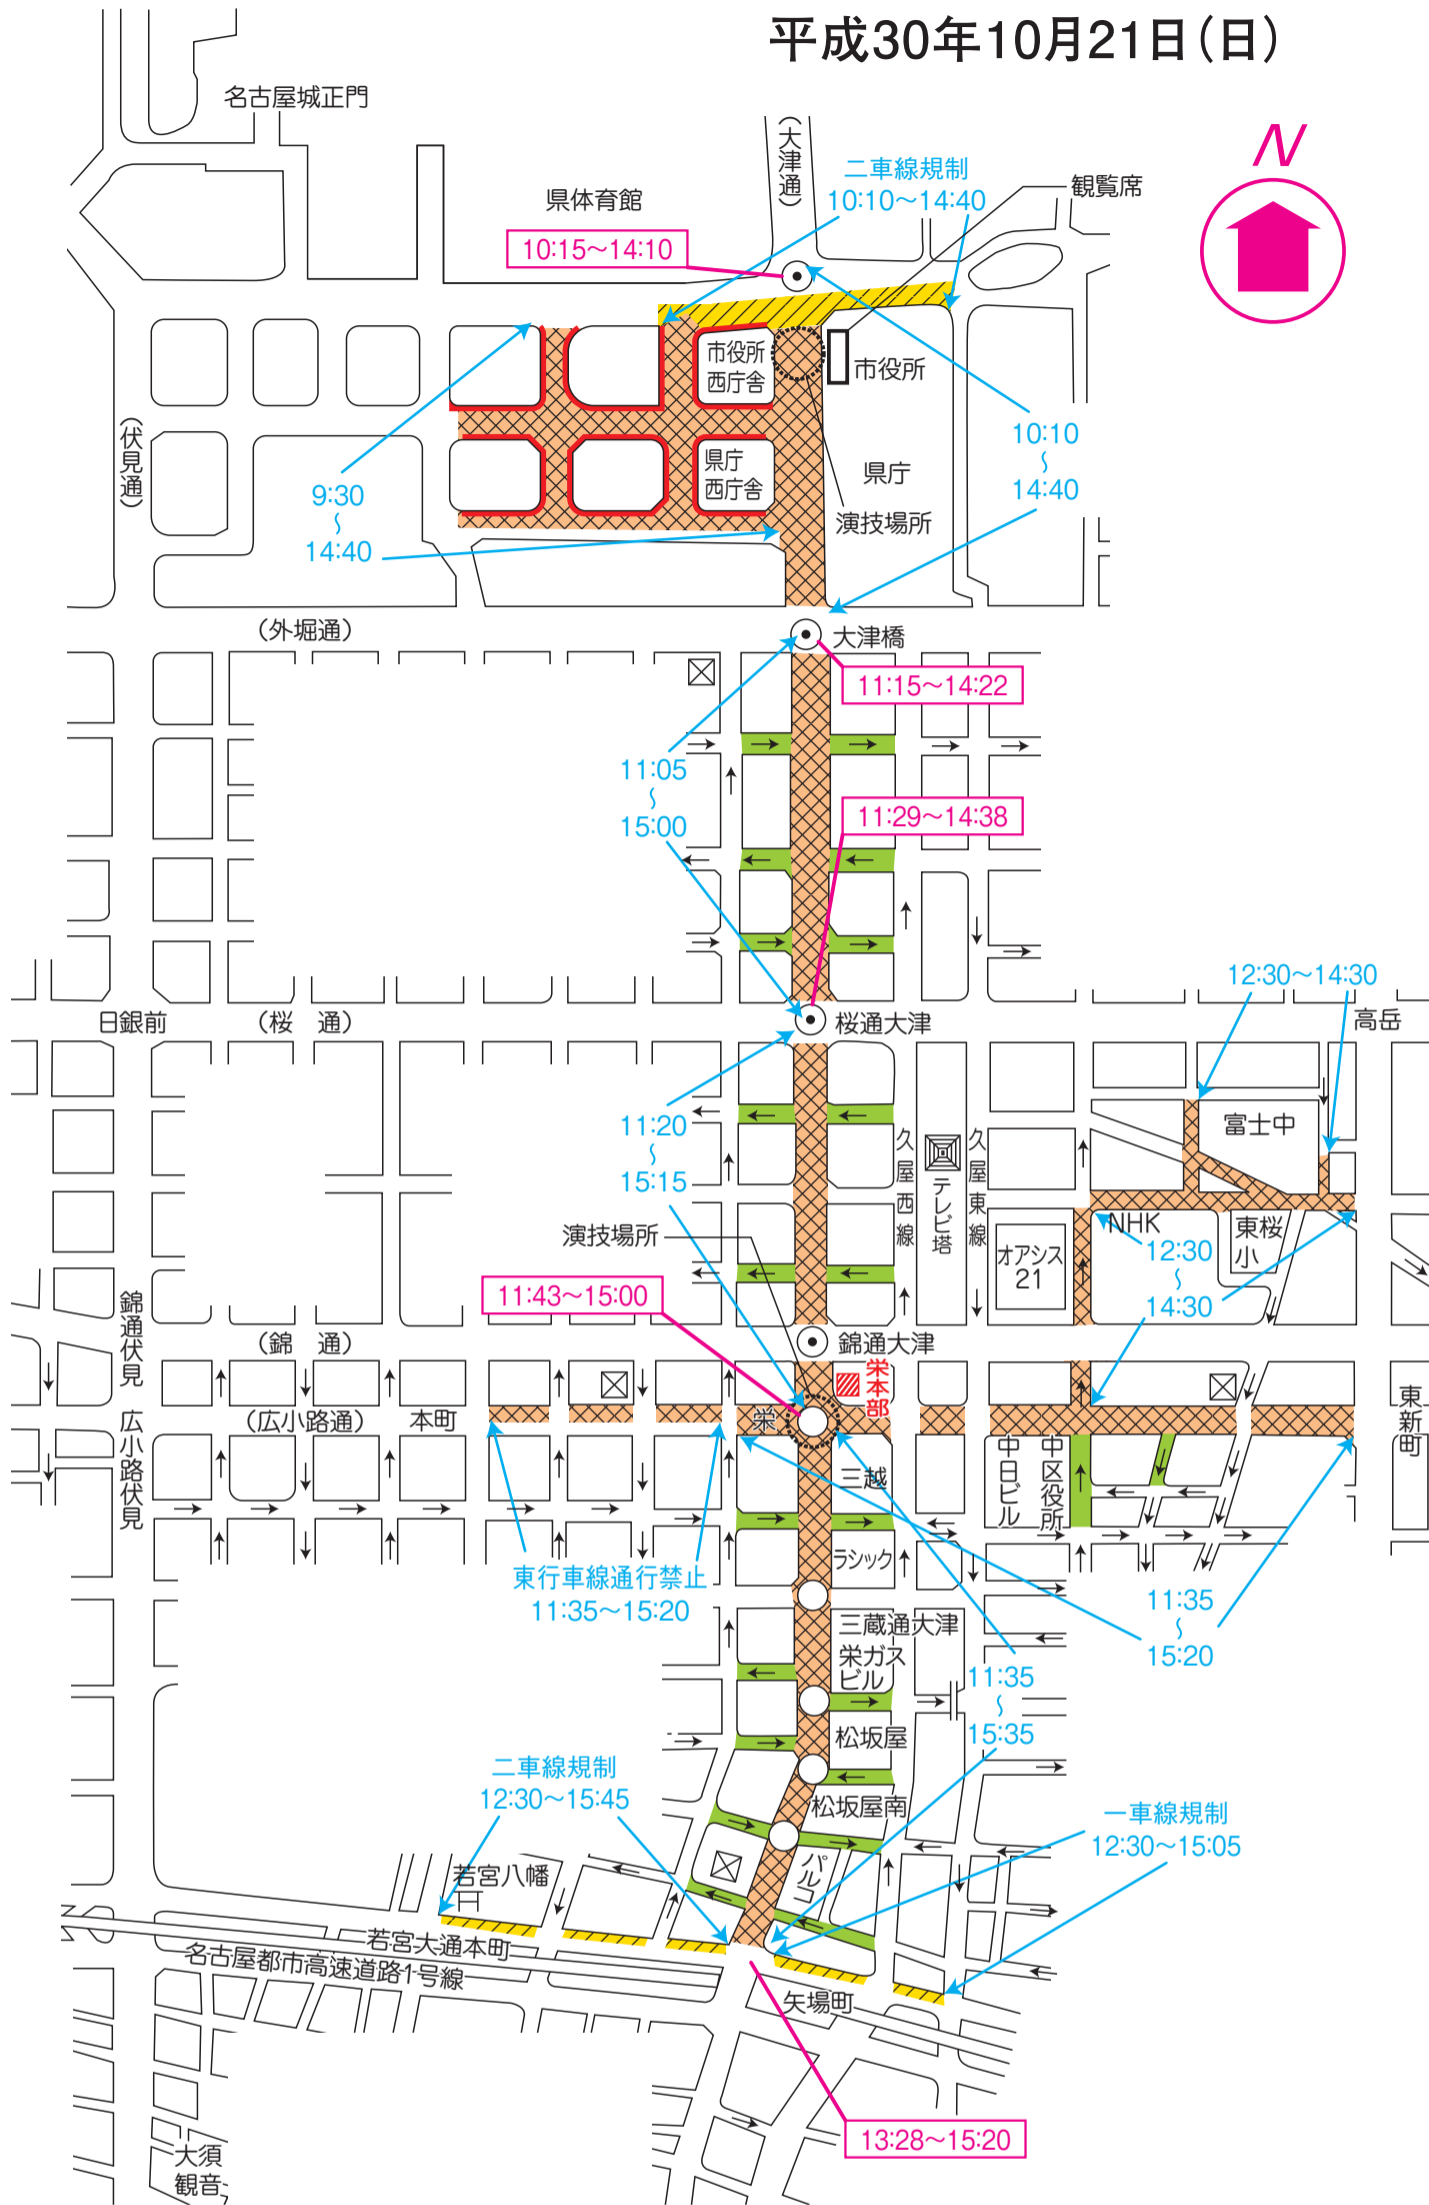 平成30年10月21日(日)
名古屋城正門
(大津通)
二車線規制
10:10～14:40
観覧席
N
県体育館
10:15～14:10
市役所
西庁舎
市役所
(伏見通)
県庁
西庁舎
県庁
10:10
～
14:40
9:30
～
14:40
演技場所
(外堀通)
大津橋
11:15～14:22
11:05
～
15:00
11:29～14:38
12:30～14:30
日銀前
(桜 通)
桜通大津
高岳
11:20
～
15:15
久屋西線
テレビ塔
久屋東線
富士中
NHK
東桜
小
12:30
～
14:30
オアシス
21
演技場所
11:43～15:00
錦通伏見
(錦 通)
錦通大津
栄本部
広小路伏見
(広小路通)
本町
栄
東新町
三越
中日ビル
中区役所
ラシック
東行車線通行禁止
11:35～15:20
11:35
～
15:20
三蔵通大津
栄ガス
ビル
11:35
～
15:35
松坂屋
二車線規制
12:30～15:45
松坂屋南
一車線規制
12:30～15:05
パルコ
若宮八幡
若宮大通本町
名古屋都市高速道路1号線
矢場町
13:28～15:20
大須
観音